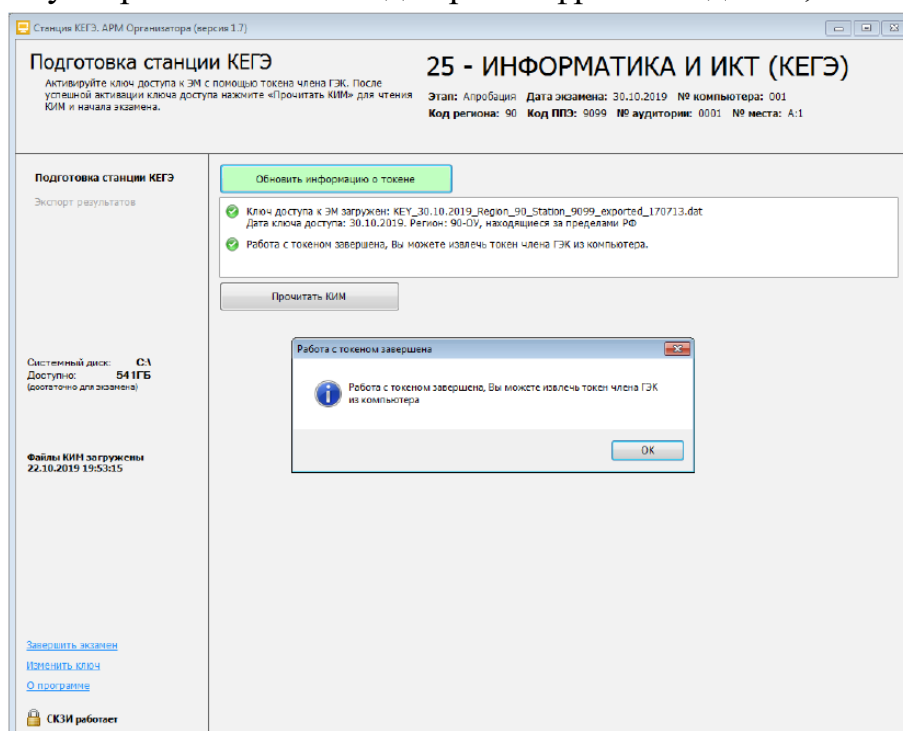 Станция КЕГЭ. АРМ Организатора (версия 1.7)
Подготовка станции КЕГЭ
Активируйте ключ доступа к ЭМ с помощью токена члена ГЭК. После
успешной активации ключа доступа нажмите «Прочитать КИМ» для чтения
КИМ и начала экзамена.
25 - ИНФОРМАТИКА И ИКТ (КЕГЭ)
Этап: Апробация Дата экзамена: 30.10.2019 № компьютера: 001
Код региона: 90 Код ППЭ: 9099 № аудитории: 0001 № места: А:1
Подготовка станции КЕГЭ
Экспорт результатов
Обновить информацию о токене
Ключ доступа к ЭМ загружен: KEY_30.10.2019_Region_90_Station_9099_exported_170713.dat
Дата ключа доступа: 30.10.2019. Регион: 90-ОУ, находящиеся за пределами РФ
Работа с токеном завершена, Вы можете извлечь токен члена ГЭК из компьютера.
Прочитать КИМ
Работа с токеном завершена
Работа с токеном завершена, Вы можете извлечь токен члена ГЭК
из компьютера
ОК
Системный диск: C:\
Доступно: 541ГБ
(достаточно для экзамена)
Файлы КИМ загружены
22.10.2019 19:53:15
Завершить экзамен
Изменить ключ
О программе
СКЗИ работает